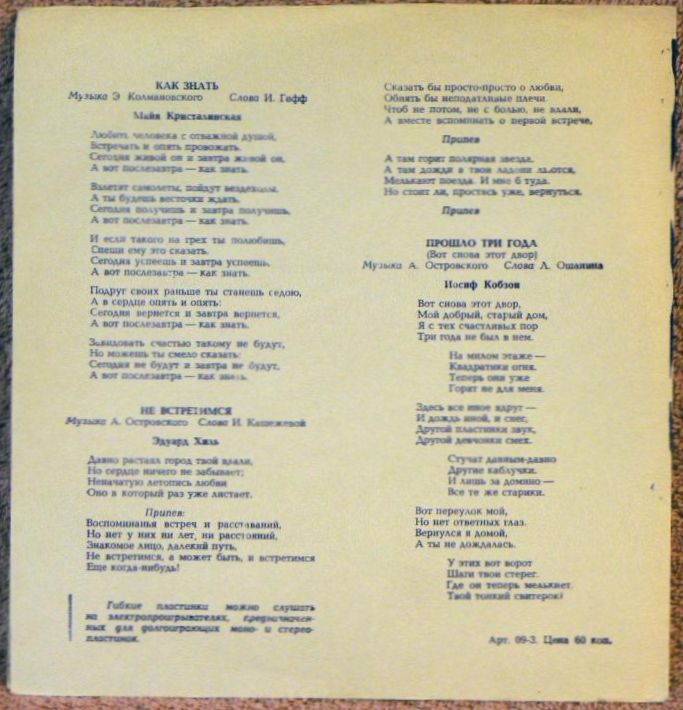 КАК ЗНАТЬ
Музыка Э Колмановского Слова И. Гофф
Майя Кристалинская
Любить человека с отважной душой,
Встречать и опять провожать.
Сегодня живой он и завтра живой он,
А вот послезавтра — как знать.
Взлетят самолеты, пойдут вездеходы.
А ты будешь весточки ждать.
Сегодня получишь и завтра получишь,
А вот послезавтра — как знать.
И если такого на грех ты полюбишь,
Спеши ему это сказать.
Сегодня успеешь и завтра успеешь,
А вот послезавтра — как знать.
Подруг своих раньше ты станешь седою,
А в сердце опять и опять:
Сегодня вернется и завтра вернется,
А вот послезавтра — как знать.
Завидовать счастью такому не будут,
Но можешь ты смело сказать:
Сегодня не будут и завтра не будут,
А вот послезавтра — как знать.
НЕ ВСТРЕТИМСЯ
Музыка А. Островского Слова И. Кашежевой
Эдуард Хиль
Давно растаял город твой вдали,
Но сердце ничего не забывает;
Неначатую летопись любви
Оно в который раз уже листает.
Припев:
Воспоминанья встреч и расставаний,
Но нет у них ни лет, ни расстояний,
Знакомое лицо, далекий путь,
Не встретимся, а может быть, и встретимся
Еще когда-нибудь!
Гибкие пластинки можно слушать
на электропроигрывателях, предназначен-
ных для долгоиграющих моно- и стерео-
пластинок.
Сказать бы просто-просто о любви,
Обнять бы неподатливые плечи.
Чтоб не потом, не с болью, не вдали,
А вместе вспоминать о первой встрече,
Припев
А там горит полярная звезда.
А там дожди в твои ладони льются,
Мелькают поезда. И мне б туда.
Но стоит ли, простясь уже, вернуться.
Припев
ПРОШЛО ТРИ ГОДА
(Вот снова этот двор)
Музыка А. Островского Слова Л. Ошанина
Иосиф Кобзон
Вот снова этот двор,
Мой добрый, старый дом,
Я с тех счастливых пор
Три года не был в нем.
На милом этаже —
Квадратики огня.
Теперь они уже
Горят не для меня.
Здесь все иное вдруг —
И дождь иной, и снег,
Другой пластинки звук,
Другой девчонки смех.
Стучат давным-давно
Другие каблучки.
И лишь за домино —
Все те же старики.
Вот переулок мой,
Но нет ответных глаз.
Вернулся я домой,
А ты не дождалась.
У этих вот ворот
Шаги твои стерег.
Где он теперь мелькнет.
Твой тонкий свитерок?
Арт. 09-3. Цена 60 коп.